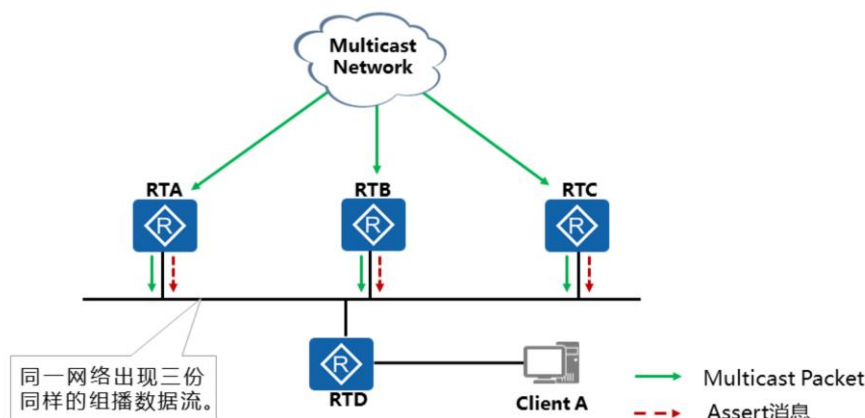 Multicast
Network
RTA
RTB
RTC
R
R
R
同一网络出现三份
同样的组播数据流。
R
RTD
Client A
Multicast Packet
Assert消息